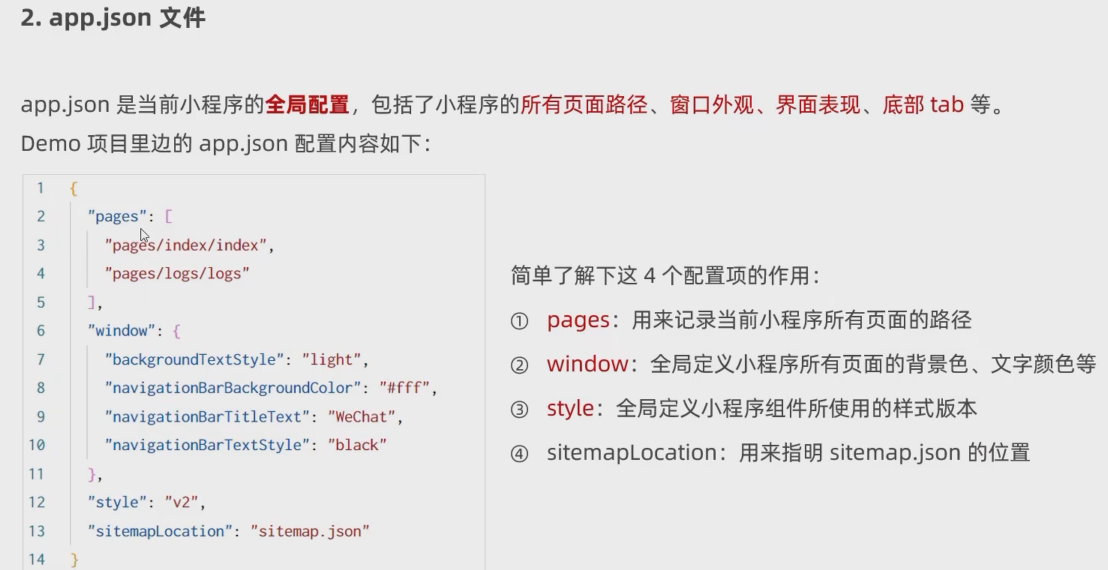 2. app.json 文件
app.json 是当前小程序的全局配置，包括了小程序的所有页面路径、窗口外观、界面表现、底部 tab 等。
Demo 项目里边的 app.json 配置内容如下：
1 {
2 "pages": [
3 "pages/index/index",
4 "pages/logs/logs"
5 ],
6 "window": {
7 "backgroundTextStyle": "light",
8 "navigationBarBackgroundColor": "#fff",
9 "navigationBarTitleText": "WeChat",
10 "navigationBarTextStyle": "black"
11 },
12 "style": "v2",
13 "sitemapLocation": "sitemap.json"
14 }
简单了解下这 4 个配置项的作用：
① pages：用来记录当前小程序所有页面的路径
② window：全局定义小程序所有页面的背景色、文字颜色等
③ style：全局定义小程序组件所使用的样式版本
④ sitemapLocation：用来指明 sitemap.json 的位置